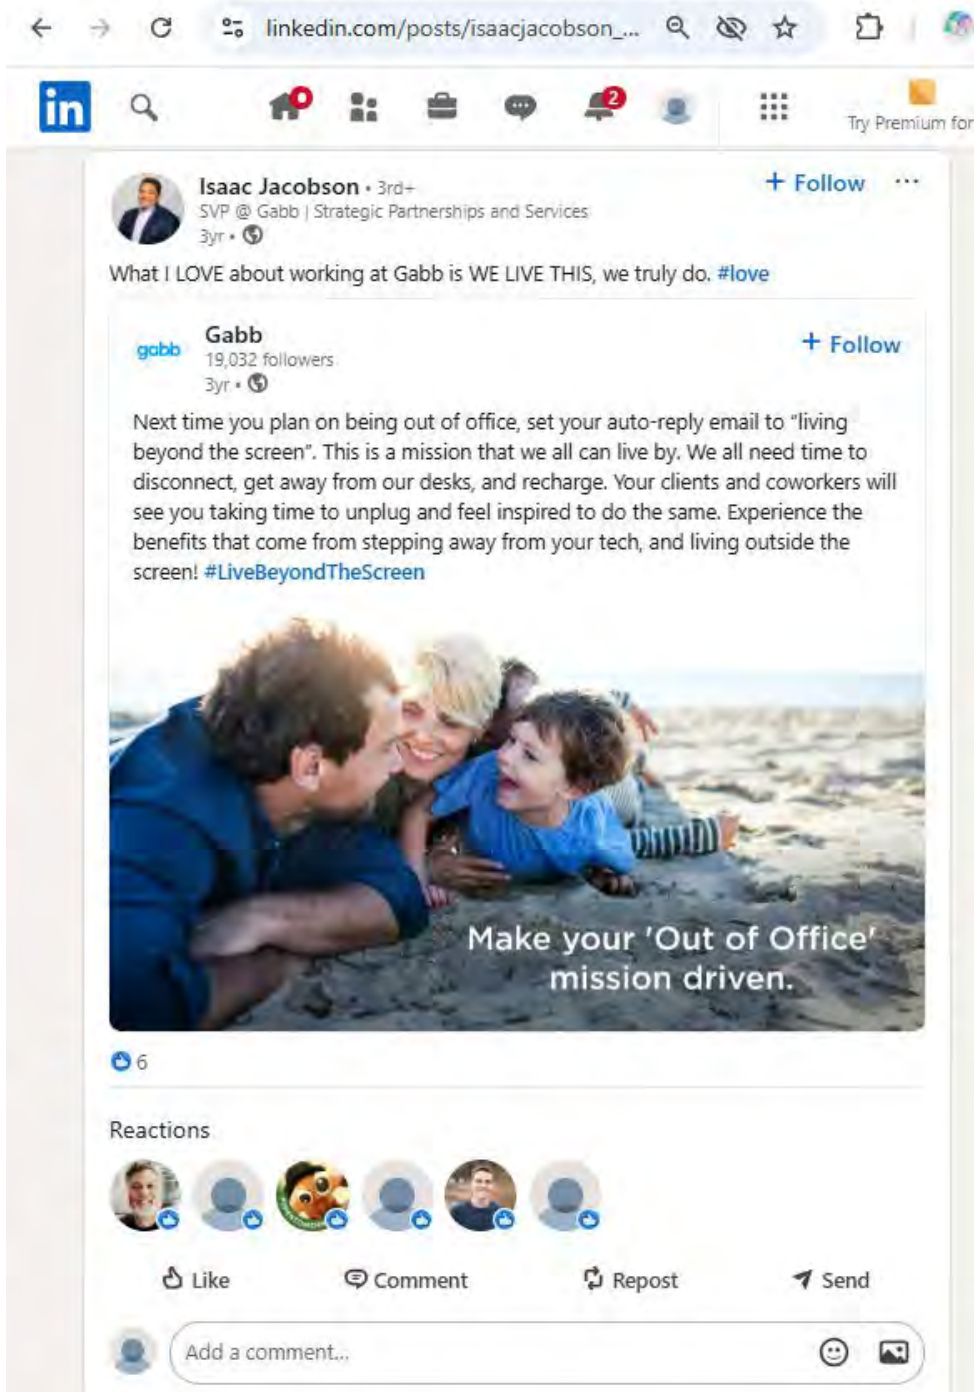 linkedin.com/posts/isaacjacobson_...
in
2
Try Premium for
Isaac Jacobson • 3rd+
+ Follow ...
SVP @ Gabb | Strategic Partnerships and Services
3yr •
What I LOVE about working at Gabb is WE LIVE THIS, we truly do. #love
gabb
Gabb
+ Follow
19,032 followers
3yr •
Next time you plan on being out of office, set your auto-reply email to "living
beyond the screen". This is a mission that we all can live by. We all need time to
disconnect, get away from our desks, and recharge. Your clients and coworkers will
see you taking time to unplug and feel inspired to do the same. Experience the
benefits that come from stepping away from your tech, and living outside the
screen! #LiveBeyondTheScreen
Make your 'Out of Office'
mission driven.
6
Reactions
Like Comment Repost Send
Add a comment...